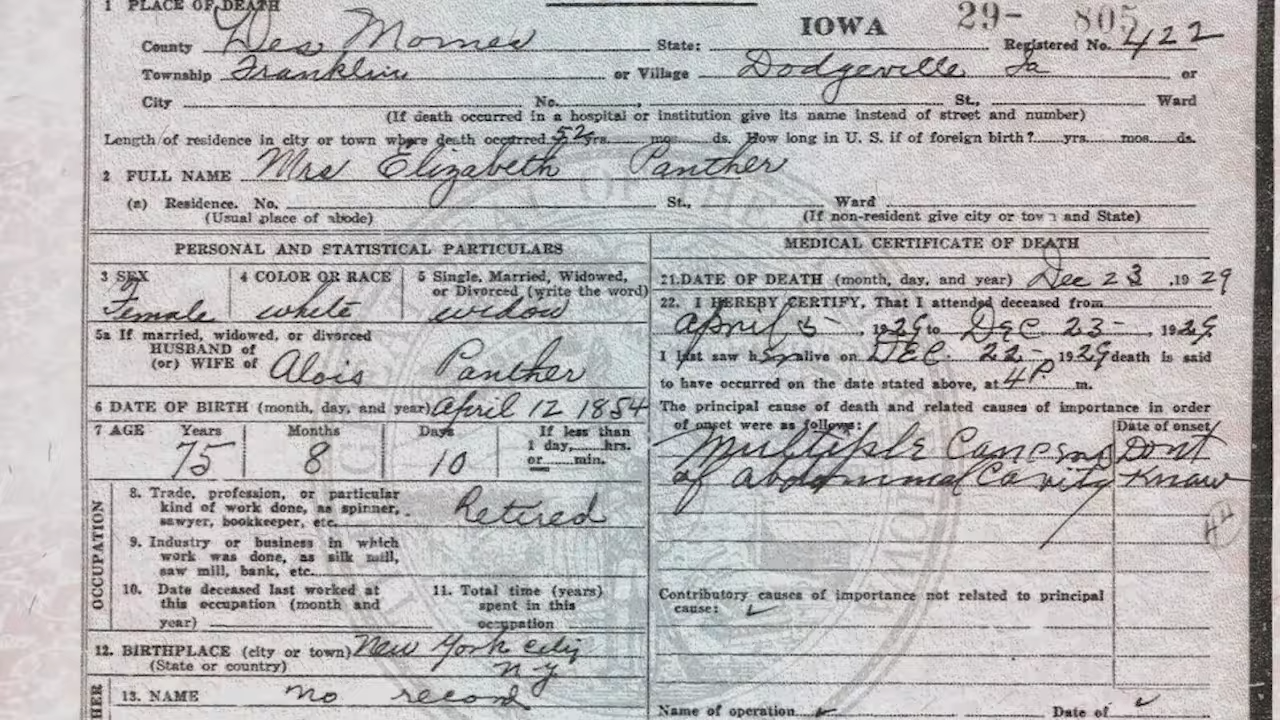 1 PLACE OF DEATH
IOWA 29- 805
County Des Moines State: Registered No. 422
Township Franklin or Village Dodgeville Ia or
City No. , St., Ward
(If death occurred in a hospital or institution give its name instead of street and number)
Length of residence in city or town where death occurred 52 yrs. mos ds. How long in U. S. if of foreign birth? yrs. mos. ds.
2 FULL NAME Mrs Elizabeth Panther
(a) Residence. No. St., Ward
(Usual place of abode) (If non-resident give city or town and State)
PERSONAL AND STATISTICAL PARTICULARS
3 SEX 4 COLOR OR RACE 5 Single, Married, Widowed, or Divorced (write the word)
Female white widow
5a If married, widowed, or divorced
HUSBAND of
(or) WIFE of Alois Panther
6 DATE OF BIRTH (month, day, and year) April 12 1854
7 AGE Years Months Days If less than
1 day, hrs.
or min.
75 8 10
OCCUPATION
8. Trade, profession, or particular
kind of work done, as spinner,
sawyer, bookkeeper, etc. Retired
9. Industry or business in which
work was done, as silk mill,
saw mill, bank, etc.
10. Date deceased last worked at
this occupation (month and
year)
11. Total time (years)
spent in this
occupation
12. BIRTHPLACE (city or town) New York city
(State or country) N Y
HER
13. NAME no record
MEDICAL CERTIFICATE OF DEATH
21. DATE OF DEATH (month, day, and year) Dec 23 , 1929
22. I HEREBY CERTIFY, That I attended deceased from
April 5- , 1929 to DEC 23- , 1929
I last saw her alive on DEC. 22- 1929 death is said
to have occurred on the date stated above, at 4 P. m.
The principal cause of death and related causes of importance in order
of onset were as follows: Date of onset
Multiple Cancers Dont
of abdominal Cavity Know
44
Contributory causes of importance not related to principal
cause: ✓
Name of operation ✓ Date of ✓